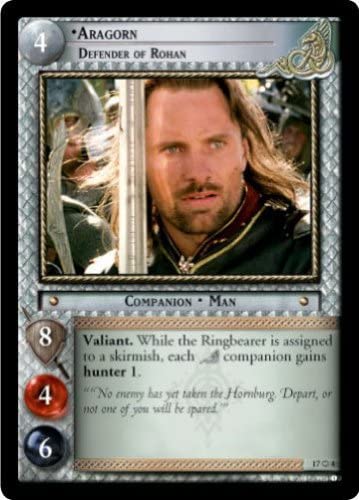 4
•Aragorn
Defender of Rohan
Companion • Man
8
Valiant. While the Ringbearer is assigned
to a skirmish, each companion gains
hunter 1.
4
““No enemy has yet taken the Hornburg. Depart, or
not one of you will be spared.”
6